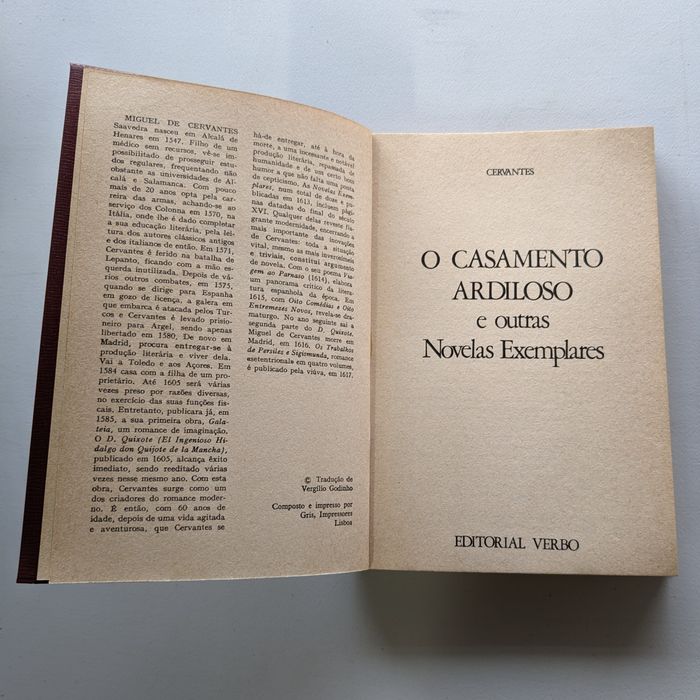 MIGUEL DE CERVANTES
Saavedra nasceu em Alcalá de
Henares em 1547. Filho de um
médico sem recursos, vê-se im-
possibilitado de prosseguir estu-
dos regulares, frequentando não
obstante as universidades de Al-
calá e Salamanca. Com pouco
mais de 20 anos opta pela car-
reira das armas, achando-se ao
serviço dos Colonna em 1570, na
Itália, onde lhe é dado completar
a sua educação literária, pela lei-
tura dos autores clássicos antigos
e dos italianos de então. Em 1571,
Cervantes é ferido na batalha de
Lepanto, ficando com a mão es-
querda inutilizada. Depois de vá-
rios outros combates, em 1575,
quando se dirige para Espanha
em gozo de licença, a galera em
que embarca é atacada pelos Tur-
cos e Cervantes é levado prisio-
neiro para Argel, sendo apenas
libertado em 1580. De novo em
Madrid, procura entregar-se à
produção literária e viver dela.
Vai a Toledo e aos Açores. Em
1584 casa com a filha de um pro-
prietário. Até 1605 será várias
vezes preso por razões diversas,
no exercício das suas funções fis-
cais. Entretanto, publicara já, em
1585, a sua primeira obra, Gala-
teia, um romance de imaginação.
O D. Quixote (El Ingenioso Hi-
dalgo don Quijote de la Mancha),
publicado em 1605, alcança êxito
imediato, sendo reeditado várias
vezes nesse mesmo ano. Com esta
obra, Cervantes surge como um
dos criadores do romance moder-
no. É então, com 60 anos de
idade, depois de uma vida agitada
e aventurosa, que Cervantes se
há-de entregar, até à hora da
morte, a uma incessante e notável
produção literária, repassada de
humanidade e de um certo bom
humor a que não falta uma ponta
de cepticismo. As Novelas Exem-
plares, num total de doze e pu-
blicadas em 1613, incluem pági-
nas datadas do final do século
XVI. Qualquer delas reveste fla-
grante modernidade, encerrando a
mais importante das inovações
de Cervantes: toda a situação
vital, mesmo as mais inverosímeis
e triviais, constitui argumento
de novela. Com o seu poema Via-
gem ao Parnaso (1614), elabora
um panorama crítico da litera-
tura espanhola da época. Em
1615, com Oito Comédias e Oito
Entremezes Novos, revela-se dra-
maturgo. No ano seguinte sai a
segunda parte do D. Quixote.
Miguel de Cervantes morre em
Madrid, em 1616. Os Trabalhos
de Persiles e Sigismunda, romance
setentrional» em quatro volumes,
é publicado pela viúva, em 1617.
© Tradução de
Vergílio Godinho
Composto e impresso por
Gris, Impressores
Lisboa
CERVANTES
O CASAMENTO
ARDILOSO
e outras
Novelas Exemplares
EDITORIAL VERBO